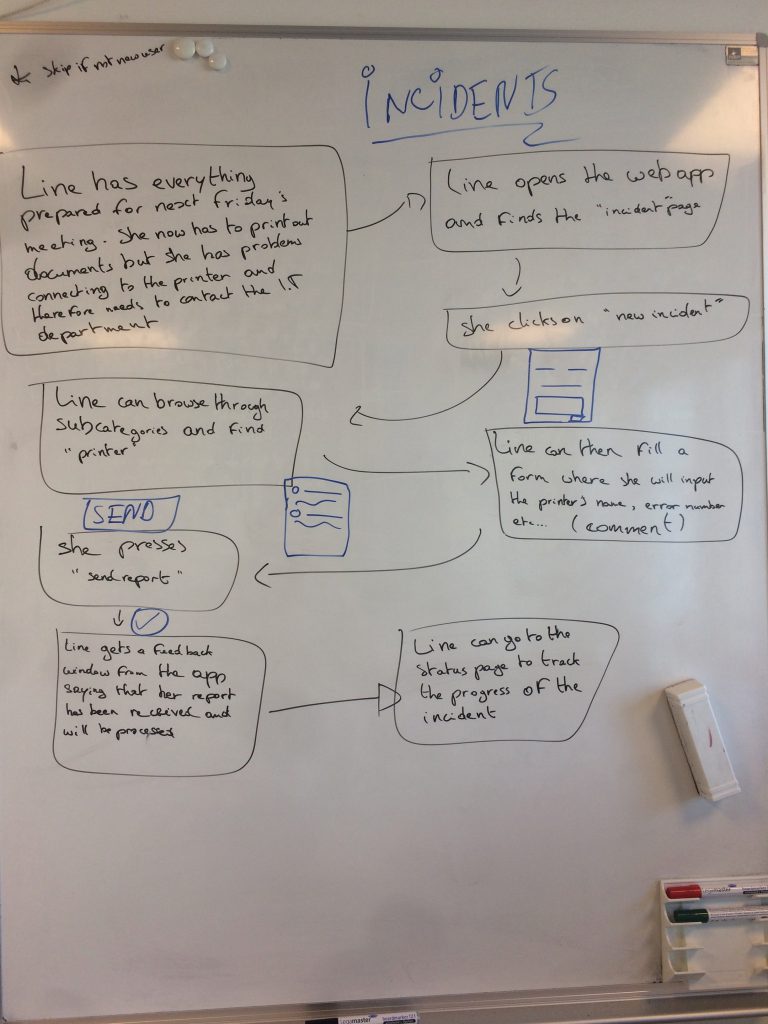 * Skip if not new user
INCIDENTS
Line has everything
prepared for next Friday's
meeting. She now has to print out
documents but she has problems
connecting to the printer and
therefore needs to contact the I.T
department
Line opens the web app
and finds the "incident" page
She clicks on "new incident"
Line can browse through
subcategories and find
"printer"
Line can then fill a
form where she will input
the printer's name, error number
etc... (comment)
SEND
She presses
"send report"
Line gets a feedback
window from the app
saying that her report
has been received and
will be processed
Line can go to the
status page to track
the progress of the
incident